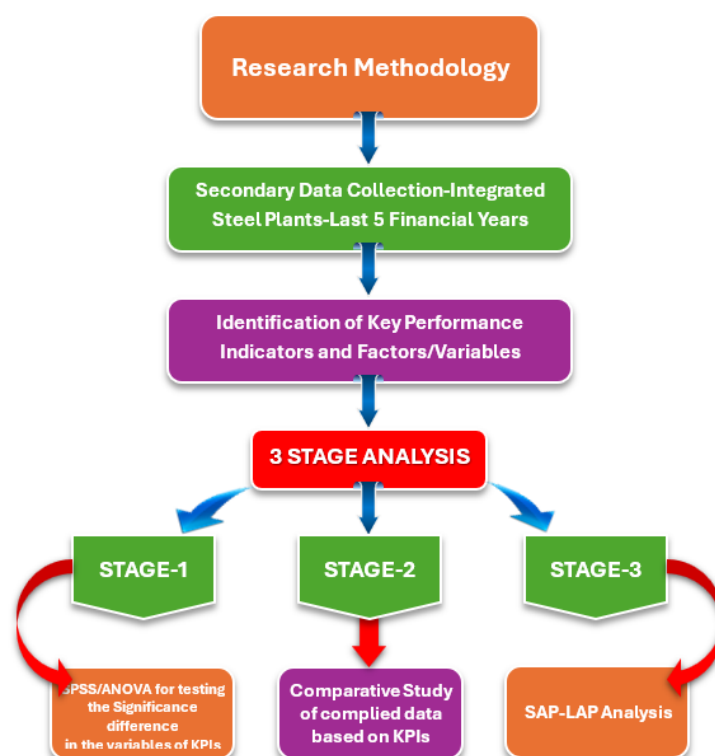 Research Methodology
Secondary Data Collection-Integrated
Steel Plants-Last 5 Financial Years
Identification of Key Performance
Indicators and Factors/Variables
3 STAGE ANALYSIS
STAGE-1
STAGE-2
STAGE-3
SPSS/ANOVA for testing
the Significance
difference
in the variables of KPIs
Comparative Study
of complied data
based on KPIs
SAP-LAP Analysis